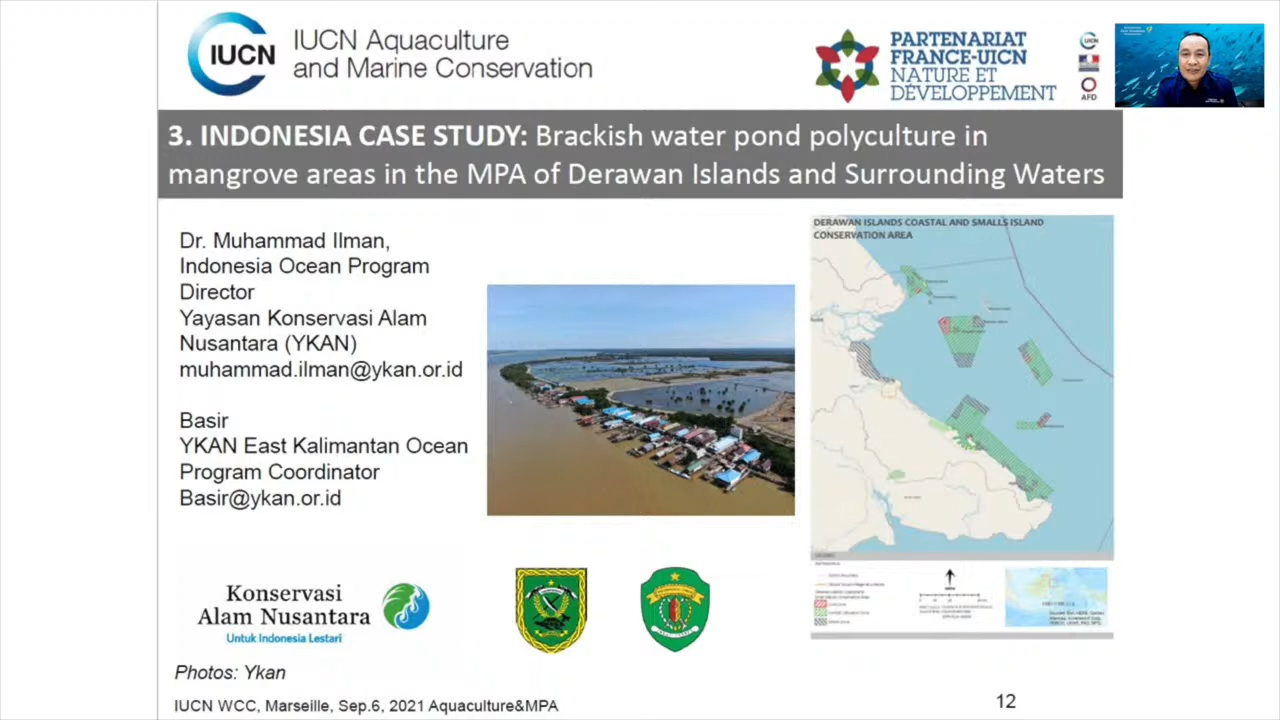 IUCN
IUCN Aquaculture
and Marine Conservation
PARTENARIAT
FRANCE-UICN
NATURE ET
DÉVELOPPEMENT
AFD
3. INDONESIA CASE STUDY: Brackish water pond polyculture in
mangrove areas in the MPA of Derawan Islands and Surrounding Waters
Dr. Muhammad Ilman,
Indonesia Ocean Program
Director
Yayasan Konservasi Alam
Nusantara (YKAN)
muhammad.ilman@ykan.or.id
Basir
YKAN East Kalimantan Ocean
Program Coordinator
Basir@ykan.or.id
DERAWAN ISLANDS COASTAL AND SMALLS ISLAND
CONSERVATION AREA
Konservasi
Alam Nusantara
Untuk Indonesia Lestari
Photos: Ykan
IUCN WCC, Marseille, Sep.6, 2021 Aquaculture&MPA
12